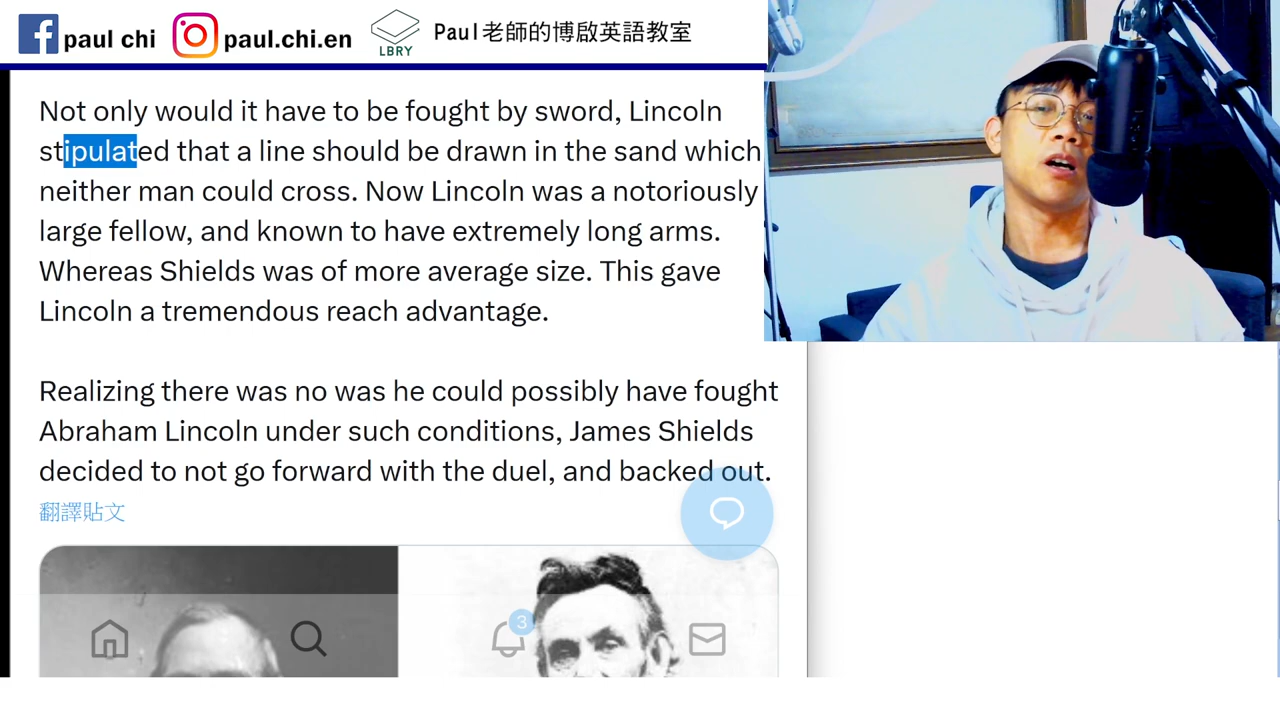 paul chi
paul.chi.en
LBRY
Paul老師的博啟英語教室
Not only would it have to be fought by sword, Lincoln
stipulated that a line should be drawn in the sand which
neither man could cross. Now Lincoln was a notoriously
large fellow, and known to have extremely long arms.
Whereas Shields was of more average size. This gave
Lincoln a tremendous reach advantage.
Realizing there was no was he could possibly have fought
Abraham Lincoln under such conditions, James Shields
decided to not go forward with the duel, and backed out.
翻譯貼文
3